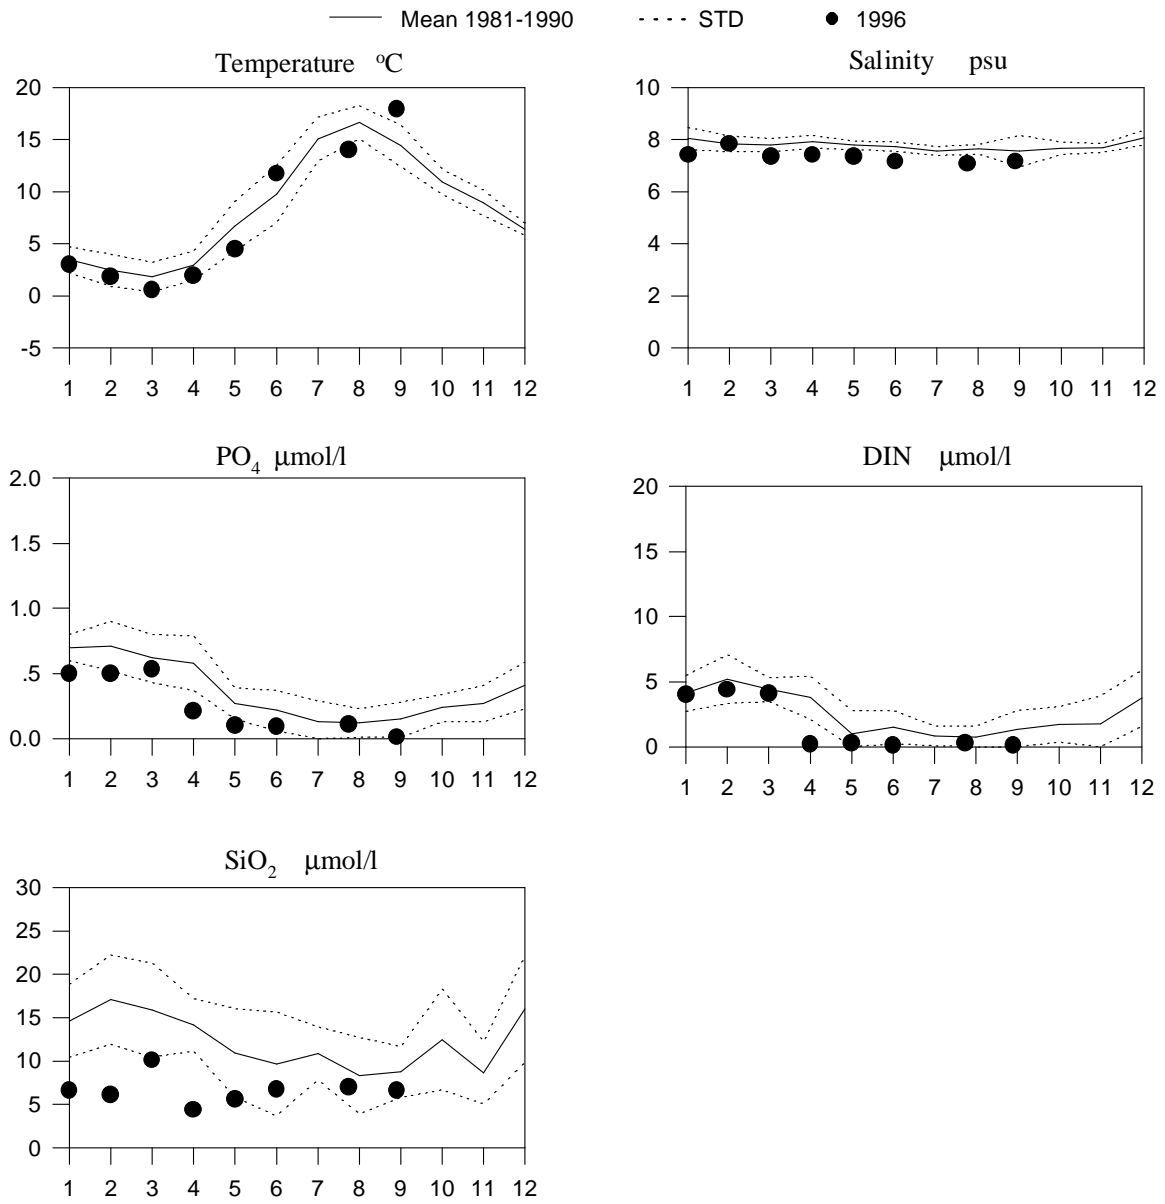 Mean 1981-1990 STD 1996
Temperature °C
20
15
10
5
0
-5
1 2 3 4 5 6 7 8 9 10 11 12
Salinity psu
10
8
6
4
2
0
1 2 3 4 5 6 7 8 9 10 11 12
PO4 μmol/l
2.0
1.5
1.0
.5
0.0
1 2 3 4 5 6 7 8 9 10 11 12
DIN μmol/l
20
15
10
5
0
1 2 3 4 5 6 7 8 9 10 11 12
SiO2 μmol/l
30
25
20
15
10
5
0
1 2 3 4 5 6 7 8 9 10 11 12